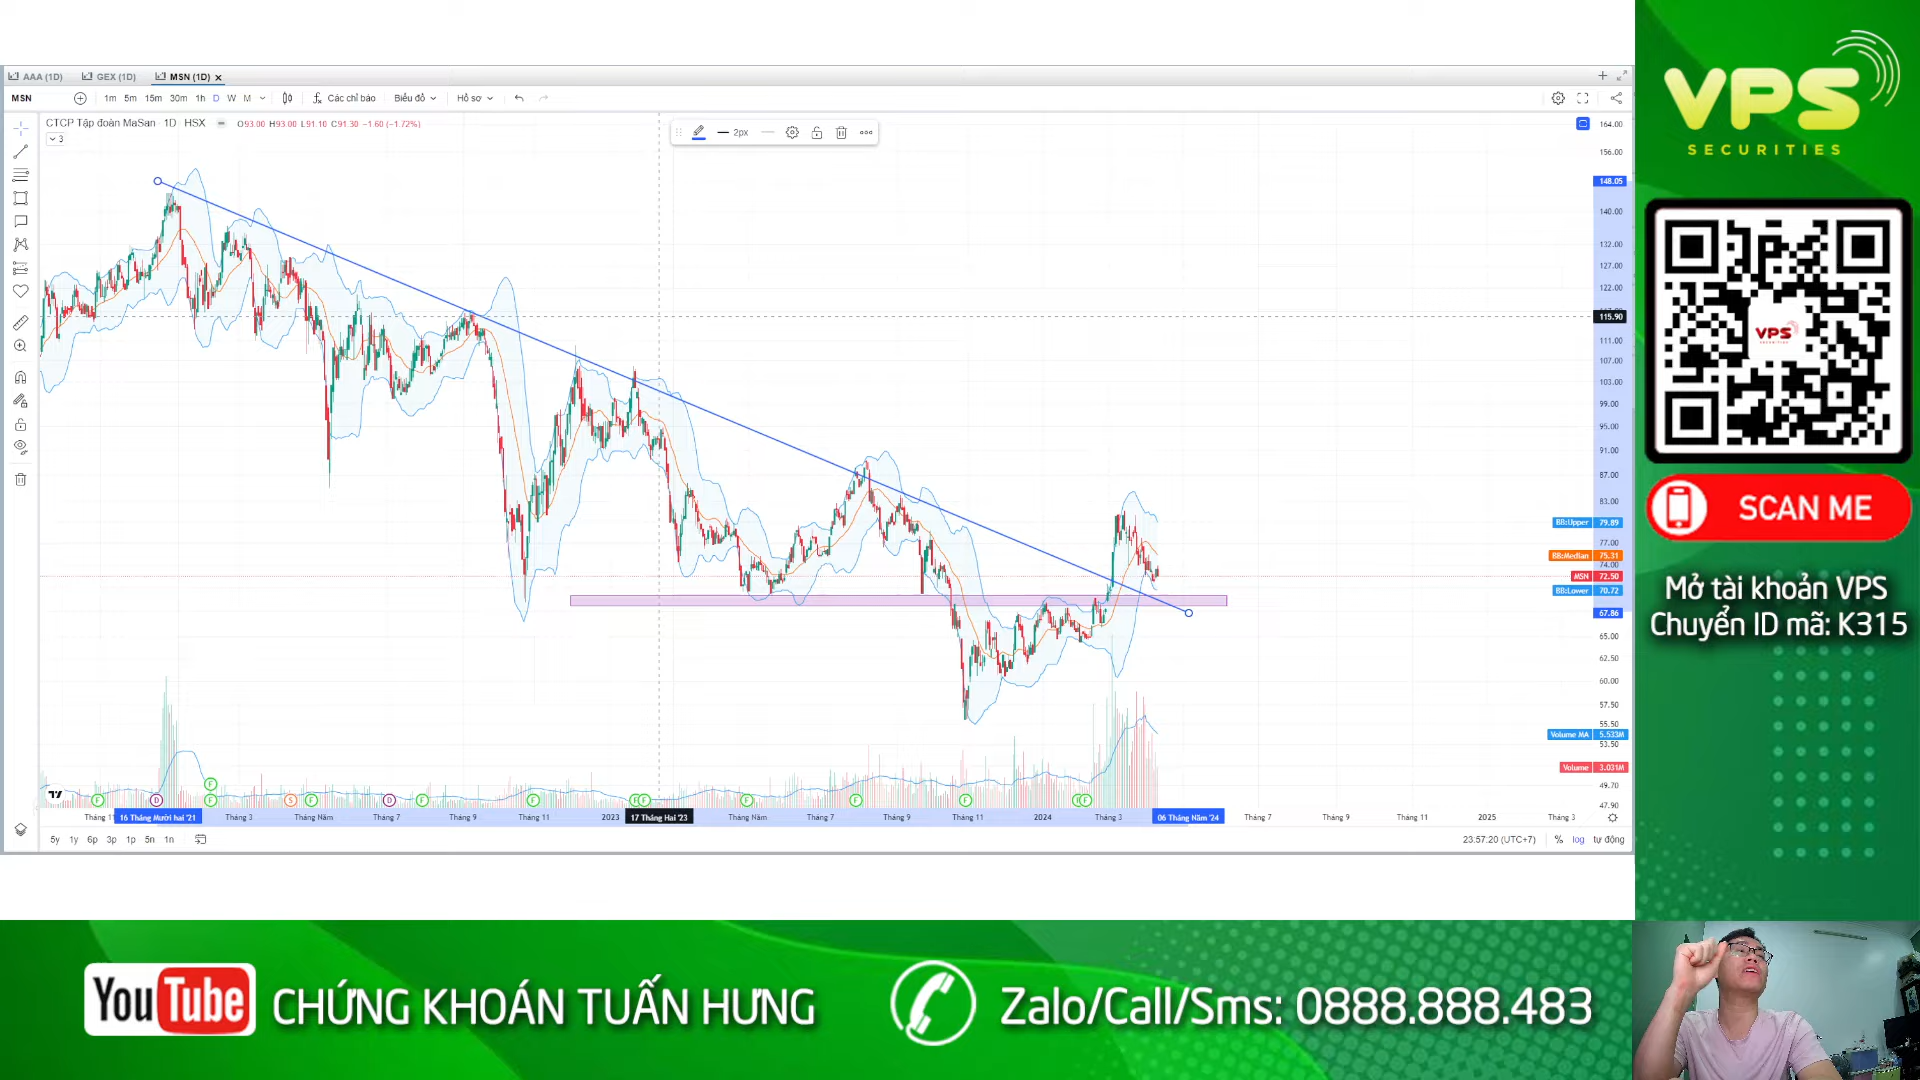 AAA (1D)
GEX (1D)
MSN (1D)
MSN
1m 5m 15m 30m 1h D W M
Các chỉ báo
Biểu đồ
Hồ sơ
CTCP Tập đoàn MaSan · 1D · HSX
O93.00 H93.00 L91.10 C91.30 −1.60 (−1.72%)
3
2px
164.00
156.00
148.05
140.00
132.00
127.00
122.00
115.90
111.00
107.00
103.00
99.00
95.00
91.00
87.00
83.00
BB:Upper 79.89
77.00
BB:Median 75.31
74.00
MSN 72.50
BB:Lower 70.72
67.86
65.00
62.50
60.00
57.50
55.50
Volume MA 5.533M
53.50
Volume 3.031M
49.70
47.90
Tháng 11
16 Tháng Mười hai '21
Tháng 3
Tháng Năm
Tháng 7
Tháng 9
Tháng 11
2023
17 Tháng Hai '23
Tháng Năm
Tháng 7
Tháng 9
Tháng 11
2024
Tháng 3
06 Tháng Năm '24
Tháng 7
Tháng 9
Tháng 11
2025
Tháng 3
5y 1y 6p 3p 1p 5n 1n
23:57:20 (UTC+7)
% log tự động
VPS
SECURITIES
VPS
SCAN ME
Mở tài khoản VPS
Chuyển ID mã: K315
YouTube CHỨNG KHOÁN TUẤN HƯNG
Zalo/Call/Sms: 0888.888.483